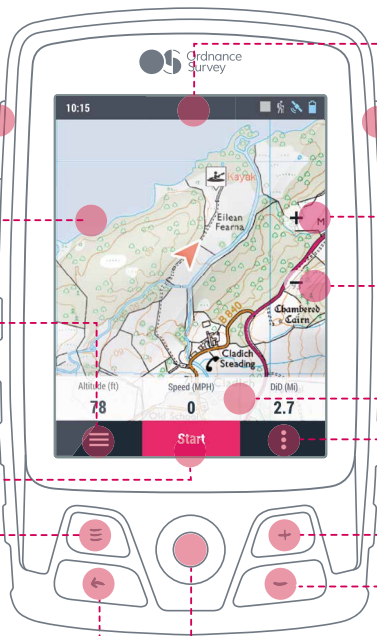 Ordnance
Survey
10:15
Kayak
Eilean
Fearna
+
M
−
Chambered
Cairn
B 840
Cladich
Steading
Altitude (ft)
Speed (MPH)
DiD (Mi)
78
0
2.7
Start